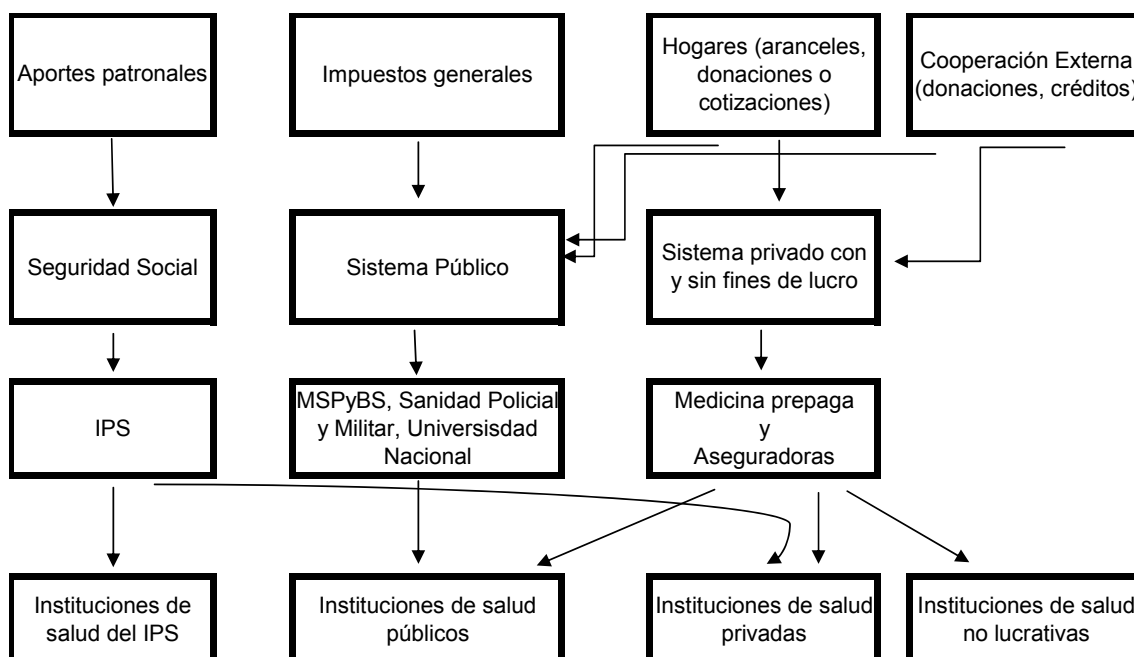 Aportes patronales
Impuestos generales
Hogares (aranceles,
donaciones o
cotizaciones)
Cooperación Externa
(donaciones, créditos)
Seguridad Social
Sistema Público
Sistema privado con
y sin fines de lucro
IPS
MSPyBS, Sanidad Policial
y Militar, Universisdad
Nacional
Medicina prepaga
y
Aseguradoras
Instituciones de
salud del IPS
Instituciones de salud
públicos
Instituciones de salud
privadas
Instituciones de salud
no lucrativas